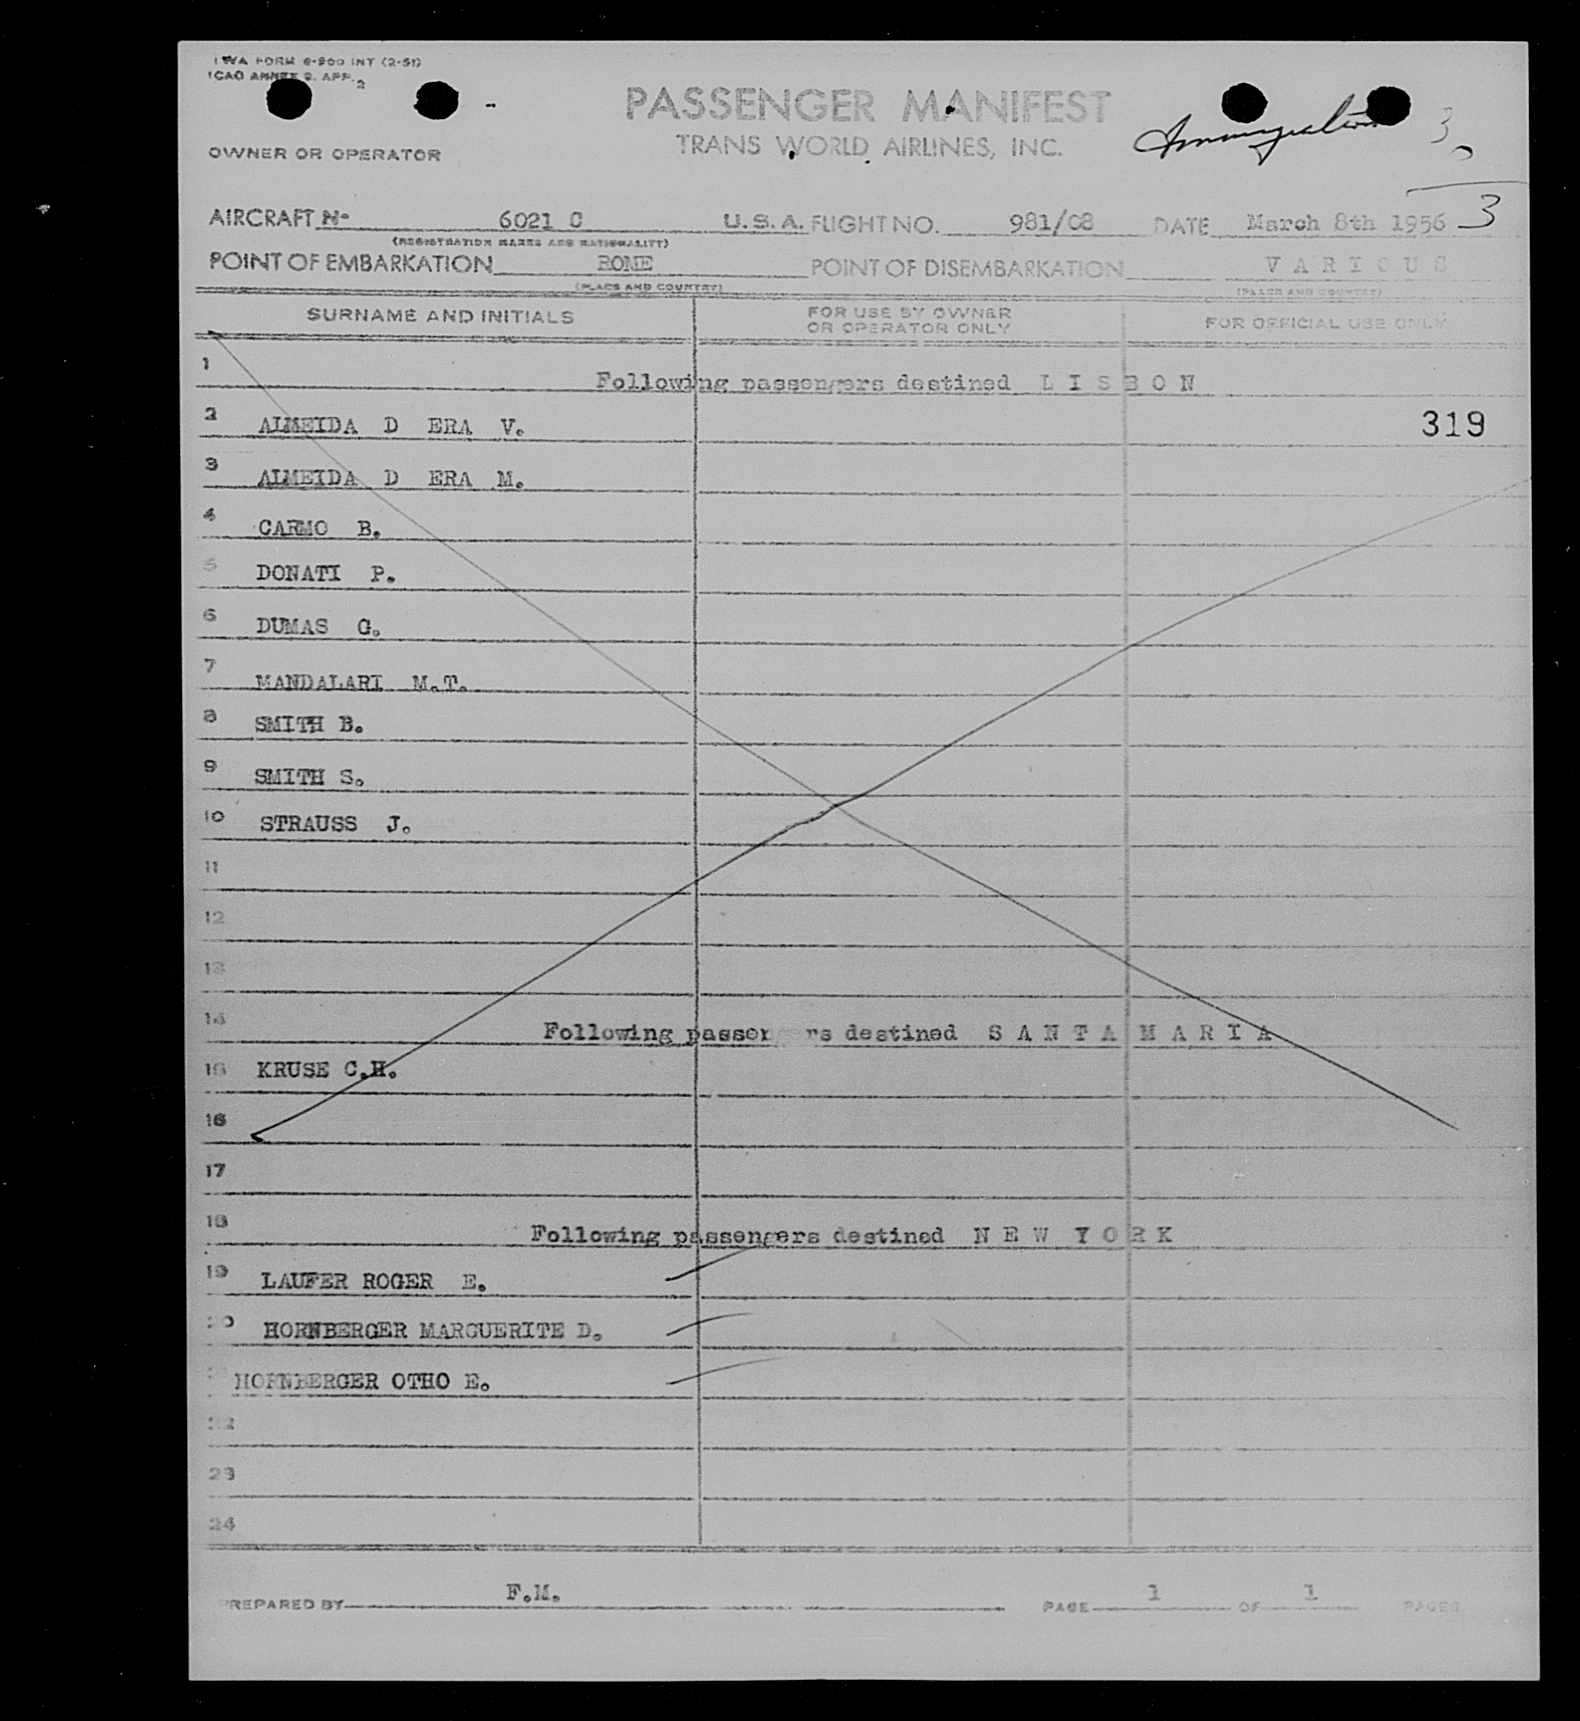 TWA FORM 6-900 INT (2-51)
ICAO ANNEX 9. APP. 2
PASSENGER MANIFEST
TRANS WORLD AIRLINES, INC.
Immigration
3
0
3
OWNER OR OPERATOR
AIRCRAFT Nº 6021 C U.S.A. FLIGHT NO. 981/08 DATE March 8th 1956
(REGISTRATION MARKS AND NATIONALITY)
POINT OF EMBARKATION ROME POINT OF DISEMBARKATION V A R I O U S
(PLACE AND COUNTRY) (PLACE AND COUNTRY)
SURNAME AND INITIALS FOR USE BY OWNER OR OPERATOR ONLY FOR OFFICIAL USE ONLY
1 Following passengers destined L I S B O N
2 ALMEIDA D ERA V. 319
3 ALMEIDA D ERA M.
4 CARMO B.
5 DONATI P.
6 DUMAS G.
7 MANDALARI M.T.
8 SMITH B.
9 SMITH S.
10 STRAUSS J.
11
12
13
14 Following passengers destined S A N T A M A R I A
15 KRUSE C.H.
16
17
18 Following passengers destined N E W Y O R K
19 LAUFER ROGER E.
20 HORNBERGER MARGUERITE D.
HORNBERGER OTHO E.
22
23
24
PREPARED BY F.M. PAGE 1 OF 1 PAGES